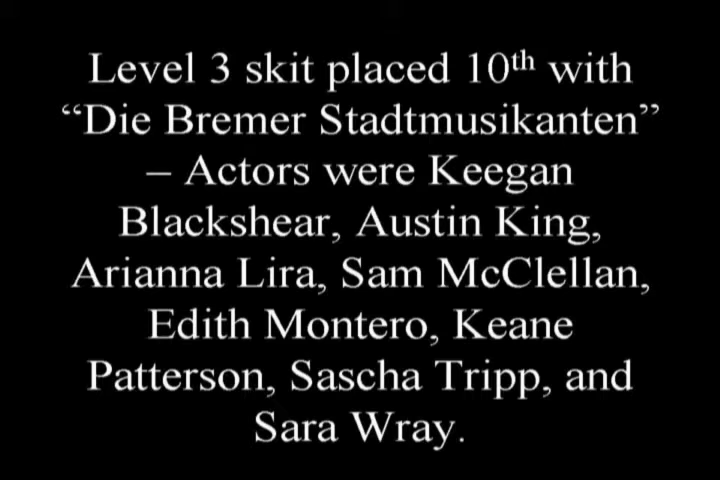 Level 3 skit placed 10th with
“Die Bremer Stadtmusikanten”
– Actors were Keegan
Blackshear, Austin King,
Arianna Lira, Sam McClellan,
Edith Montero, Keane
Patterson, Sascha Tripp, and
Sara Wray.